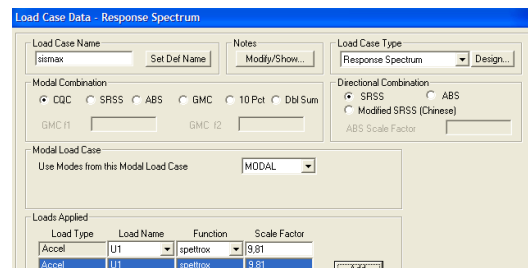 Load Case Data - Response Spectrum
Load Case Name
sismax
Set Def Name
Notes
Modify/Show...
Load Case Type
Response Spectrum
Design...
Modal Combination
CQC SRSS ABS GMC 10 Pct Dbl Sum
GMC f1 GMC f2
Directional Combination
SRSS ABS
Modified SRSS (Chinese)
ABS Scale Factor
Modal Load Case
Use Modes from this Modal Load Case
MODAL
Loads Applied
Load Type Load Name Function Scale Factor
Accel U1 spettrox 9,81
Accel U1 spettrox 9,81
Add